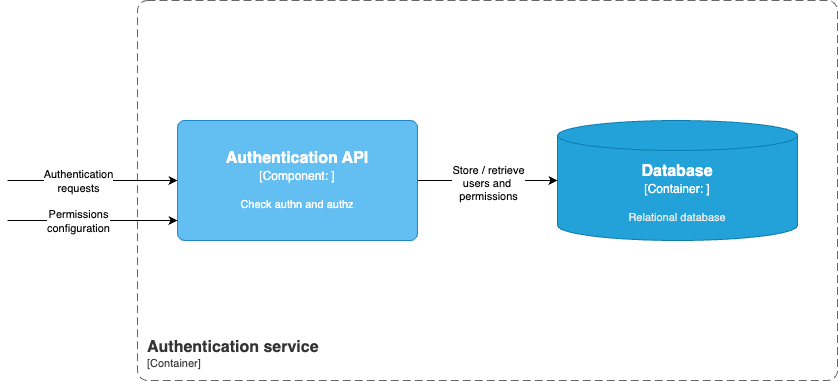 Authentication
requests
Permissions
configuration
Authentication API
[Component: ]
Check authn and authz
Store / retrieve
users and
permissions
Database
[Container: ]
Relational database
Authentication service
[Container]